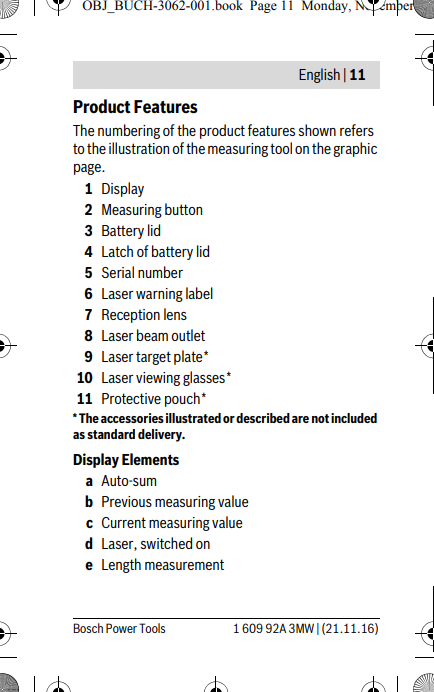 OBJ_BUCH-3062-001.book Page 11 Monday,
English | 11
Product Features
The numbering of the product features shown refers
to the illustration of the measuring tool on the graphic
page.
1 Display
2 Measuring button
3 Battery lid
4 Latch of battery lid
5 Serial number
6 Laser warning label
7 Reception lens
8 Laser beam outlet
9 Laser target plate*
10 Laser viewing glasses*
11 Protective pouch*
* The accessories illustrated or described are not included
as standard delivery.
Display Elements
a Auto-sum
b Previous measuring value
c Current measuring value
d Laser, switched on
e Length measurement
Bosch Power Tools 1 609 92A 3MW | (21.11.16)